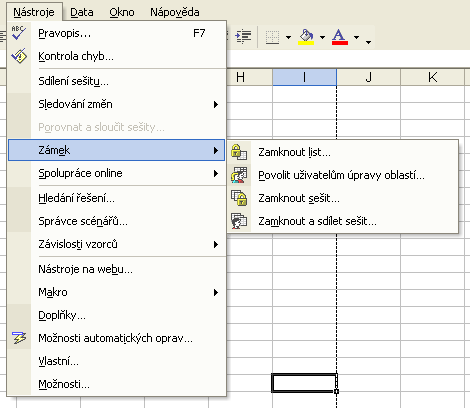 Nástroje Data Okno Nápověda
Pravopis... F7
Kontrola chyb...
Sdílení sešitu...
Sledování změn
Porovnat a sloučit sešity...
Zámek
Spolupráce online
Hledání řešení...
Správce scénářů...
Závislosti vzorců
Nástroje na webu...
Makro
Doplňky...
Možnosti automatických oprav...
Vlastní...
Možnosti...
Zamknout list...
Povolit uživatelům úpravy oblastí...
Zamknout sešit...
Zamknout a sdílet sešit...
ABC
A
H I J K